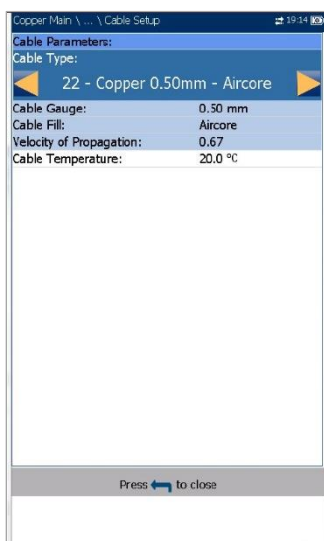 Copper Main \ ... \ Cable Setup 19:14
Cable Parameters:
Cable Type:
22 - Copper 0.50mm - Aircore
Cable Gauge: 0.50 mm
Cable Fill: Aircore
Velocity of Propagation: 0.67
Cable Temperature: 20.0 °C
Press to close